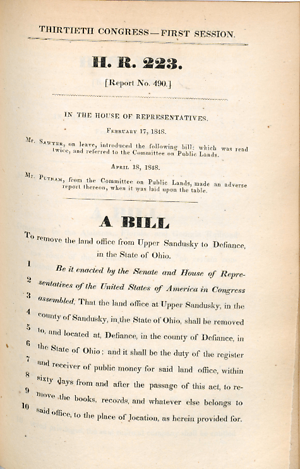 THIRTIETH CONGRESS—FIRST SESSION.
H. R. 223.
[Report No. 490.]
IN THE HOUSE OF REPRESENTATIVES.
FEBRUARY 17, 1848.
Mr. SAWYER, on leave, introduced the following bill: which was read
twice, and referred to the Committee on Public Lands.
APRIL 18, 1848.
Mr. PUTNAM, from the Committee on Public Lands, made an adverse
report thereon, when it was laid upon the table.
A BILL
To remove the land office from Upper Sandusky to Defiance,
in the State of Ohio.
1 Be it enacted by the Senate and House of Repre-
2 sentatives of the United States of America in Congress
3 assembled, That the land office at Upper Sandusky, in the
4 county of Sandusky, in the State of Ohio, shall be removed
5 to, and located at, Defiance, in the county of Defiance, in
6 the State of Ohio; and it shall be the duty of the register
7 and receiver of public money for said land office, within
8 sixty days from and after the passage of this act, to re-
9 move the books, records, and whatever else belongs to
10 said office, to the place of location, as herein provided for.